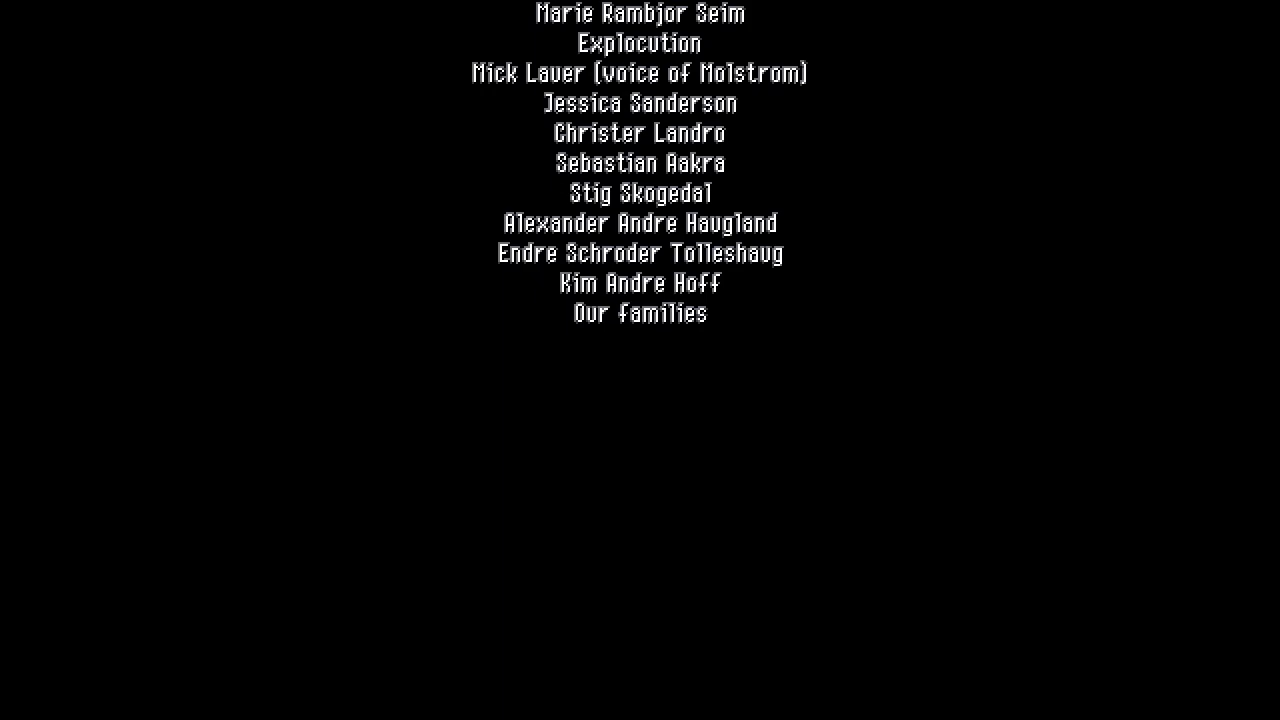 Marie Rambjor Seim
Explocution
Mick Lauer (voice of Molstrom)
Jessica Sanderson
Christer Landro
Sebastian Aakra
Stig Skogedal
Alexander Andre Haugland
Endre Schroder Tolleshaug
Kim Andre Hoff
Our families